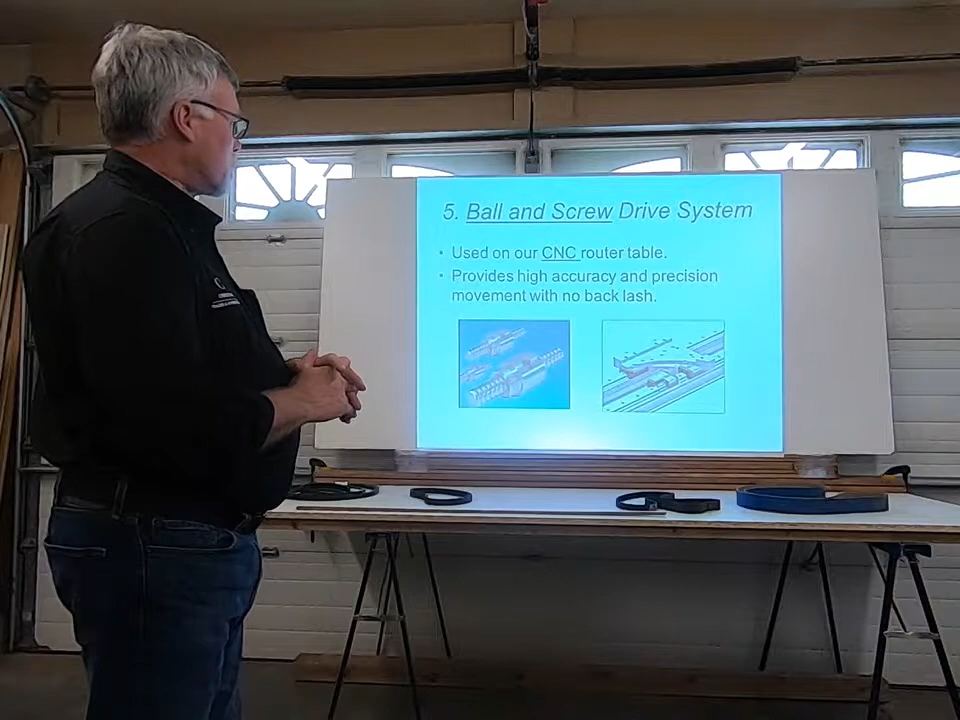 5. Ball and Screw Drive System
• Used on our CNC router table.
• Provides high accuracy and precision
movement with no back lash.